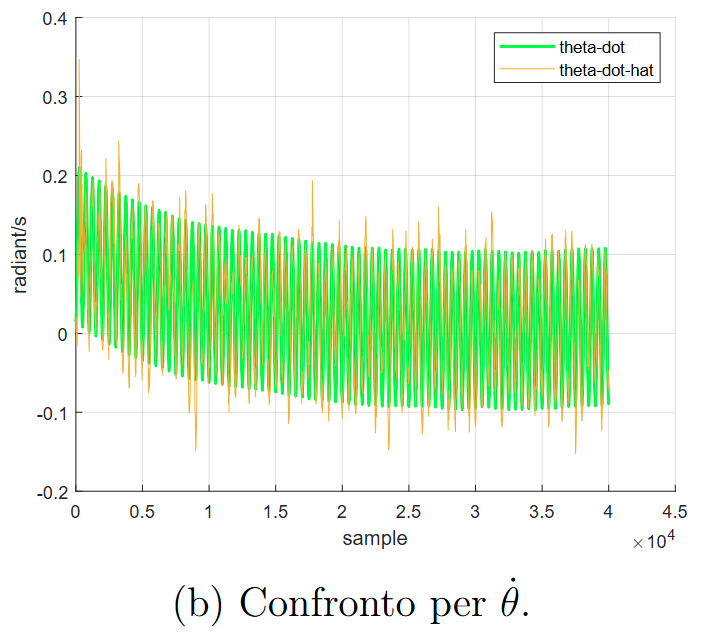 0.4
theta-dot
theta-dot-hat
0.3
0.2
0.1
0
-0.1
-0.2
radiant/s
0 0.5 1 1.5 2 2.5 3 3.5 4 4.5
sample
×10⁴
(b) Confronto per θ̇.